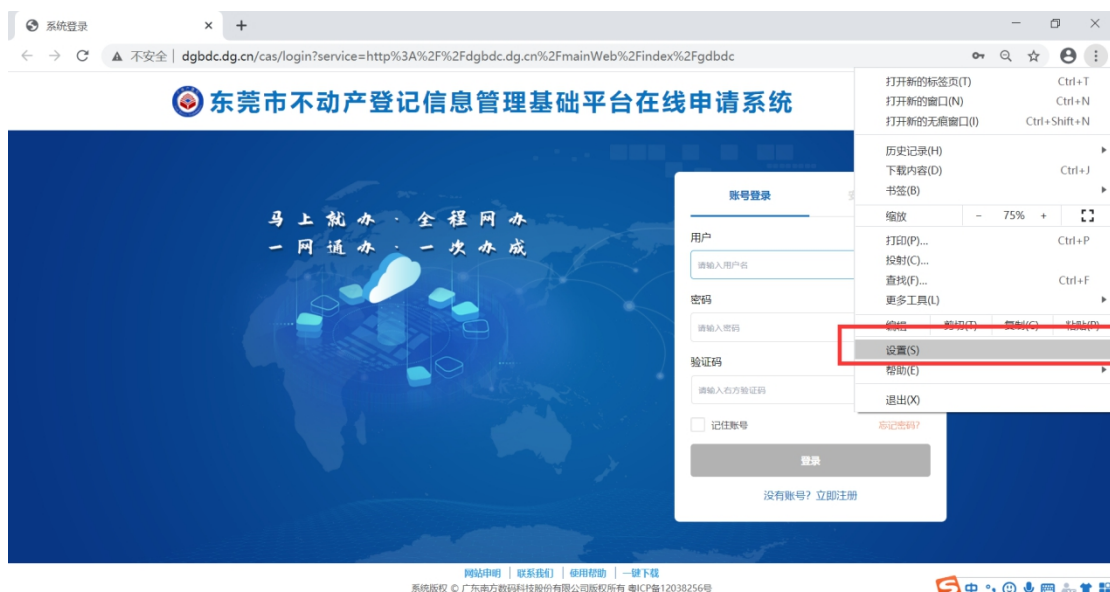 系统登录
不安全 | dgbdc.dg.cn/cas/login?service=http%3A%2F%2Fdgbdc.dg.cn%2FmainWeb%2Findex%2Fgdbdc
东莞市不动产登记信息管理基础平台在线申请系统
马上就办·全程网办
一网通办·一次办成
账号登录
用户
请输入用户名
密码
请输入密码
验证码
请输入右方验证码
记住账号 忘记密码?
登录
没有账号? 立即注册
打开新的标签页(T) Ctrl+T
打开新的窗口(N) Ctrl+N
打开新的无痕窗口(I) Ctrl+Shift+N
历史记录(H)
下载内容(D) Ctrl+J
书签(B)
缩放 - 75% +
打印(P)... Ctrl+P
投射(C)...
查找(F)... Ctrl+F
更多工具(L)
编辑 剪切(T) 复制(C) 粘贴(P)
设置(S)
帮助(E)
退出(X)
网站申明 | 联系我们 | 使用帮助 | 一键下载
系统版权 © 广东南方数码科技股份有限公司版权所有 粤ICP备12038256号
中